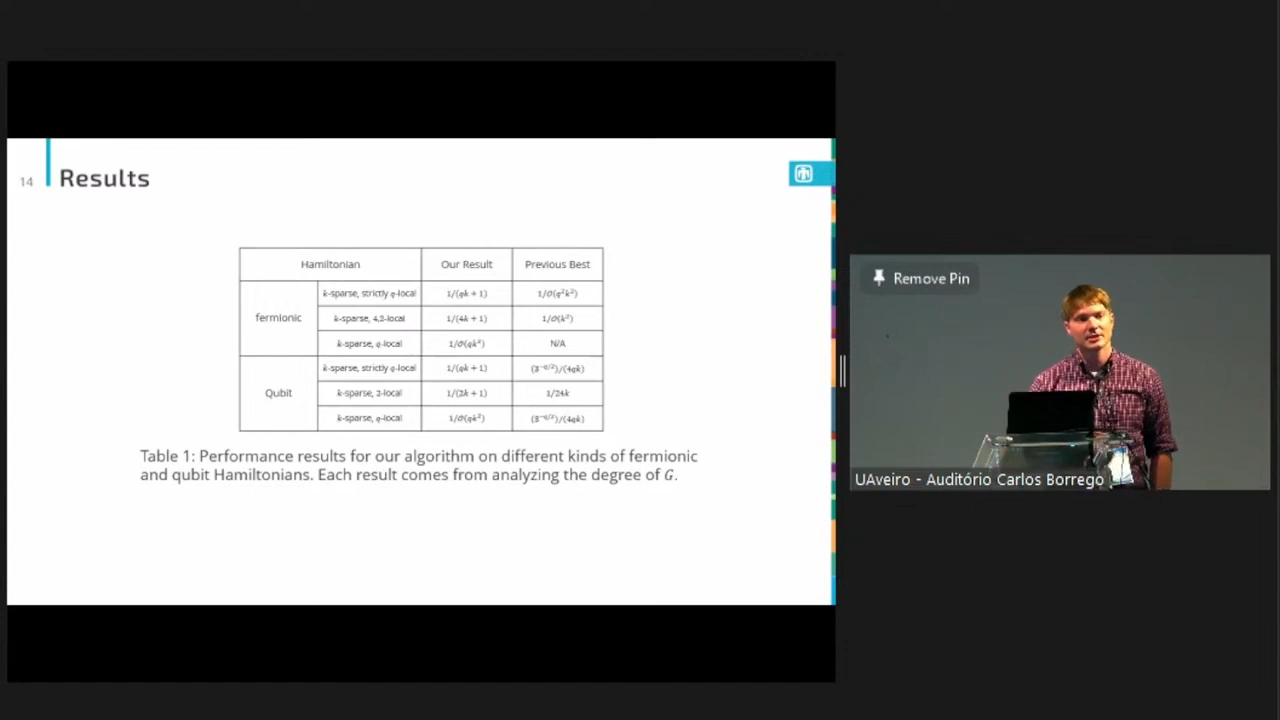 14
Results
Hamiltonian Our Result Previous Best
fermionic
k-sparse, strictly q-local 1/(qk + 1) 1/O(q²k²)
k-sparse, 4,2-local 1/(4k + 1) 1/O(k²)
k-sparse, q-local 1/O(qk²) N/A
Qubit
k-sparse, strictly q-local 1/(qk + 1) (3^{-q/2})/(4qk)
k-sparse, 2-local 1/(2k + 1) 1/24k
k-sparse, q-local 1/O(qk²) (3^{-q/2})/(4qk)
Table 1: Performance results for our algorithm on different kinds of fermionic
and qubit Hamiltonians. Each result comes from analyzing the degree of G.
Remove Pin
UAveiro - Auditório Carlos Borrego